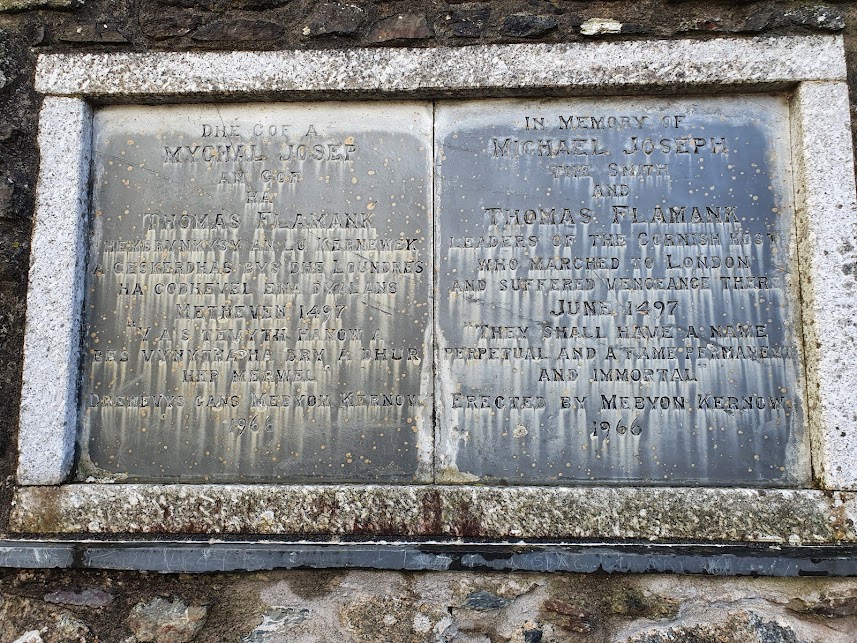 DHE COF A
MYCHAL JOSEP
AN GOF
HA
THOMAS FLAMANK
HEMBRYNKYSY AN LU KERNEWEK
A GESKERDHAS BYS DHE LOUNDRES
HA GODHEVEL ENA DYALANS
METHEVEN 1497
"Y A'S TEVYTH HANOW A
BES VYNYTHA HA BRY A DHUR
HEP MERWEL"
DREHEVYS GANS MEBYON KERNOW
1966
IN MEMORY OF
MICHAEL JOSEPH
THE SMITH
AND
THOMAS FLAMANK
LEADERS OF THE CORNISH HOST
WHO MARCHED TO LONDON
AND SUFFERED VENGEANCE THERE
JUNE 1497
"THEY SHALL HAVE A NAME
PERPETUAL AND A FAME PERMANENT
AND IMMORTAL"
ERECTED BY MEBYON KERNOW
1966